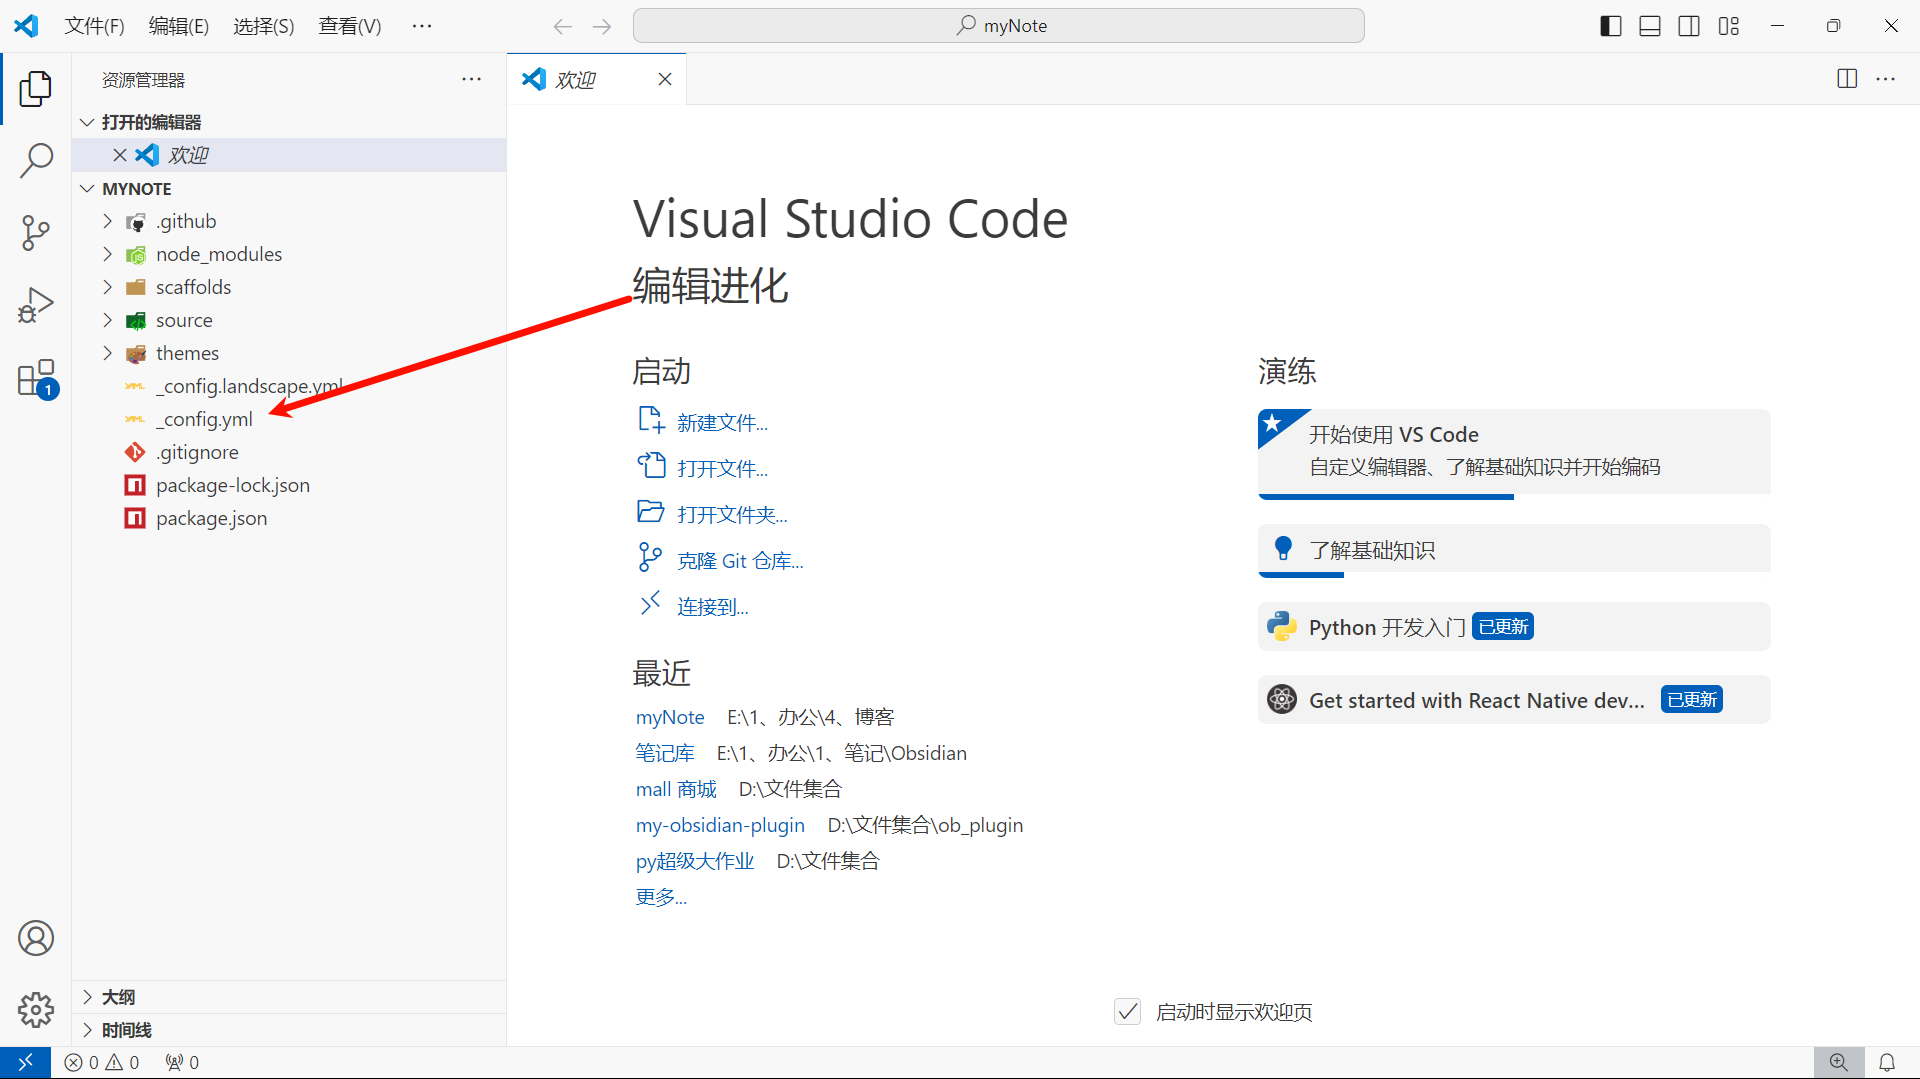 文件(F) 编辑(E) 选择(S) 查看(V) ··· myNote
资源管理器
欢迎
打开的编辑器
欢迎
MYNOTE
.github
node_modules
scaffolds
source
themes
_config.landscape.yml
_config.yml
.gitignore
package-lock.json
package.json
大纲
时间线
Visual Studio Code
编辑进化
启动
新建文件...
打开文件...
打开文件夹...
克隆 Git 仓库...
连接到...
最近
myNote E:\1、办公\4、博客
笔记库 E:\1、办公\1、笔记\Obsidian
mall 商城 D:\文件集合
my-obsidian-plugin D:\文件集合\ob_plugin
py超级大作业 D:\文件集合
更多...
演练
开始使用 VS Code
自定义编辑器、了解基础知识并开始编码
了解基础知识
Python 开发入门 已更新
Get started with React Native dev... 已更新
启动时显示欢迎页
1
0 0 0